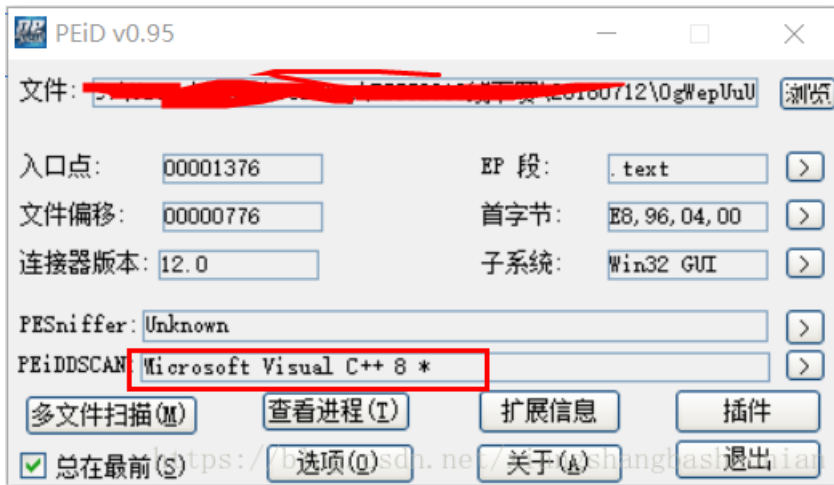 PEiD v0.95
文件: \20180712\OgWepUuU 浏览
入口点: 00001376 EP 段: .text >
文件偏移: 00000776 首字节: E8,96,04,00 >
连接器版本: 12.0 子系统: Win32 GUI >
PESniffer: Unknown >
PEiDDSCAN: Microsoft Visual C++ 8 * >
多文件扫描(M) 查看进程(T) 扩展信息 插件
总在最前(S) 选项(O) 关于(A) 退出